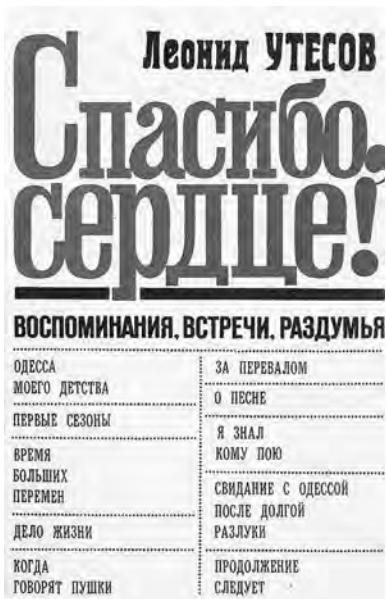 Леонид УТЕСОВ
Спасибо,
сердце!
ВОСПОМИНАНИЯ, ВСТРЕЧИ, РАЗДУМЬЯ
ОДЕССА
МОЕГО ДЕТСТВА
ПЕРВЫЕ СЕЗОНЫ
ВРЕМЯ
БОЛЬШИХ
ПЕРЕМЕН
ДЕЛО ЖИЗНИ
КОГДА
ГОВОРЯТ ПУШКИ
ЗА ПЕРЕВАЛОМ
О ПЕСНЕ
Я ЗНАЛ
КОМУ ПОЮ
СВИДАНИЕ С ОДЕССОЙ
ПОСЛЕ ДОЛГОЙ
РАЗЛУКИ
ПРОДОЛЖЕНИЕ
СЛЕДУЕТ